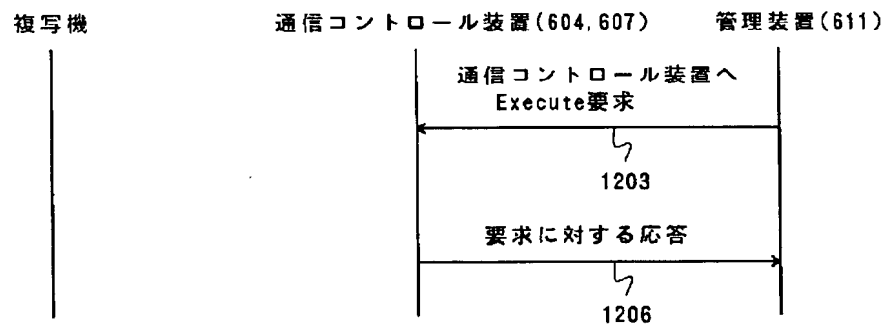 複写機
通信コントロール装置(604,607)
管理装置(611)
通信コントロール装置へ
Execute要求
1203
要求に対する応答
1206